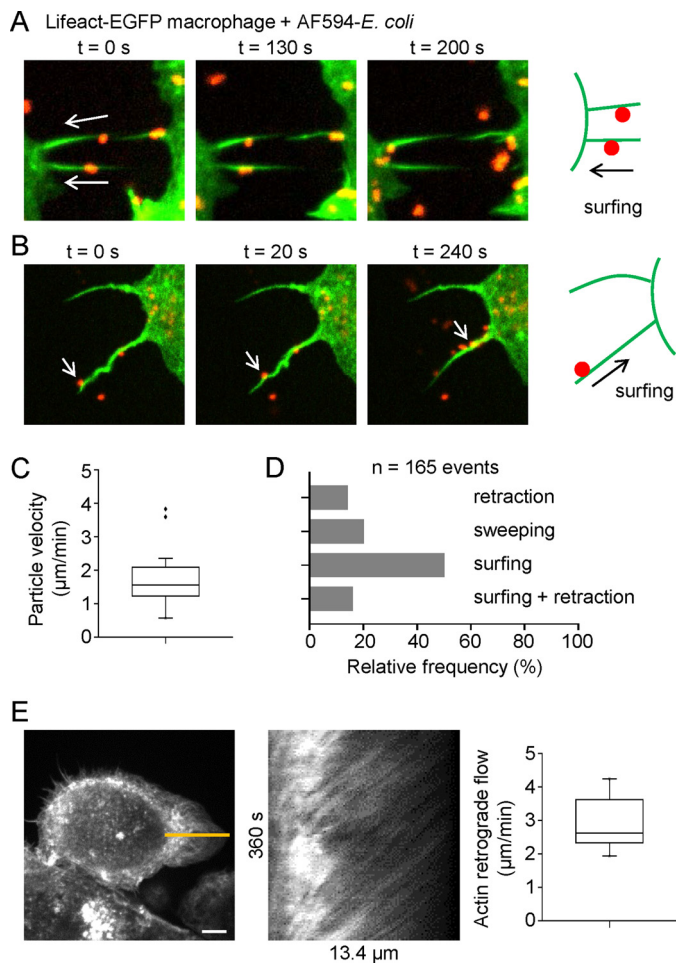 A Lifeact-EGFP macrophage + AF594-E. coli
t = 0 s t = 130 s t = 200 s
surfing
B
t = 0 s t = 20 s t = 240 s
surfing
C
Particle velocity
(µm/min)
5
4
3
2
1
0
D
n = 165 events
retraction
sweeping
surfing
surfing + retraction
0 20 40 60 80 100
Relative frequency (%)
E
360 s
13.4 µm
Actin retrograde flow
(µm/min)
5
4
3
2
1
0